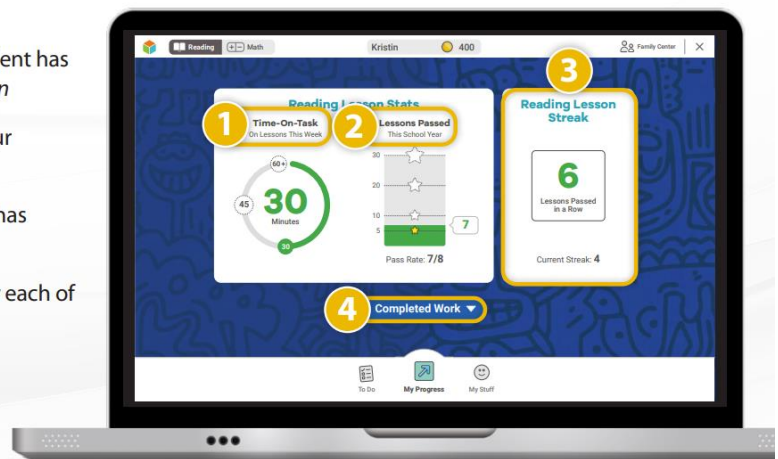 ent has
n
ur
has
r each of
Reading
Math
Kristin
400
Family Center
X
Reading Lesson Stats
1
Time-On-Task
On Lessons This Week
2
Lessons Passed
This School Year
60+
45
30
Minutes
30
30
20
10
5
7
Pass Rate: 7/8
3
Reading Lesson
Streak
6
Lessons Passed
in a Row
Current Streak: 4
4
Completed Work
To Do
My Progress
My Stuff